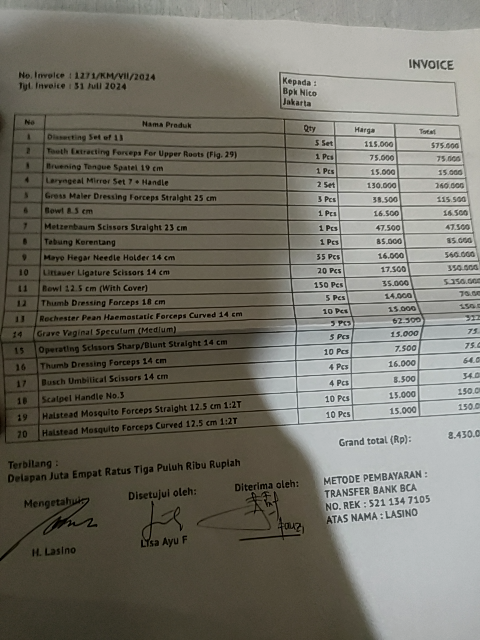 INVOICE
No. Invoice : 1271/KM/VII/2024
Tgl. Invoice : 31 Juli 2024
Kepada :
Bpk Nico
Jakarta
No Nama Produk Qty Harga Total
1 Dissecting Set of 13 5 Set 115.000 575.000
2 Tooth Extracting Forceps For Upper Roots (Fig. 29) 1 Pcs 75.000 75.000
3 Bruening Tongue Spatel 19 cm 1 Pcs 15.000 15.000
4 Laryngeal Mirror Set 7 + Handle 2 Set 130.000 260.000
5 Gross Maier Dressing Forceps Straight 25 cm 3 Pcs 38.500 115.500
6 Bowl 8.5 cm 1 Pcs 16.500 16.500
7 Metzenbaum Scissors Straight 23 cm 1 Pcs 47.500 47.500
8 Tabung Korentang 1 Pcs 85.000 85.000
9 Mayo Hegar Needle Holder 14 cm 35 Pcs 16.000 560.000
10 Littauer Ligature Scissors 14 cm 20 Pcs 17.500 350.000
11 Bowl 12.5 cm (With Cover) 150 Pcs 35.000 5.250.000
12 Thumb Dressing Forceps 18 cm 5 Pcs 14.000 70.00
13 Rochester Pean Haemostatic Forceps Curved 14 cm 10 Pcs 15.000 150.0
14 Grave Vaginal Speculum (Medium) 5 Pcs 62.500 312
15 Operating Scissors Sharp/Blunt Straight 14 cm 5 Pcs 15.000 75.
16 Thumb Dressing Forceps 14 cm 10 Pcs 7.500 75.0
17 Busch Umbilical Scissors 14 cm 4 Pcs 16.000 64.0
18 Scalpel Handle No.3 4 Pcs 8.500 34.0
19 Halstead Mosquito Forceps Straight 12.5 cm 1:2T 10 Pcs 15.000 150.0
20 Halstead Mosquito Forceps Curved 12.5 cm 1:2T 10 Pcs 15.000 150.0
Grand total (Rp): 8.430.0
Terbilang :
Delapan Juta Empat Ratus Tiga Puluh Ribu Rupiah
Mengetahui Disetujui oleh: Diterima oleh:
H. Lasino Lisa Ayu F Fauzi
METODE PEMBAYARAN :
TRANSFER BANK BCA
NO. REK : 521 134 7105
ATAS NAMA : LASINO